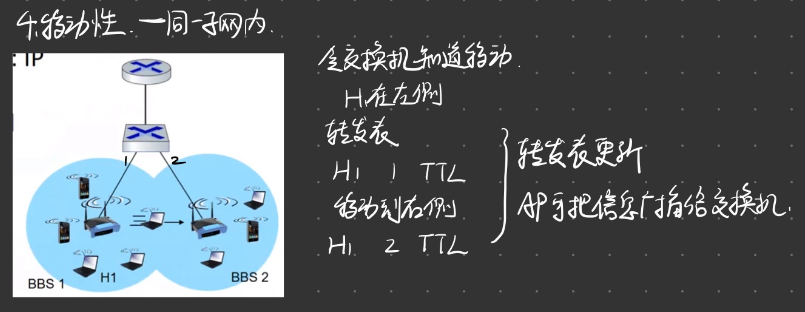 4.移动性.一同一子网内.
: IP
1 2
H1
BBS 1
BBS 2
会交换机知道移动.
H₁在左侧
转发表
H₁ 1 TTL
移动到右侧
H₁ 2 TTL
转发表更新
AP可把信息广播给交换机.